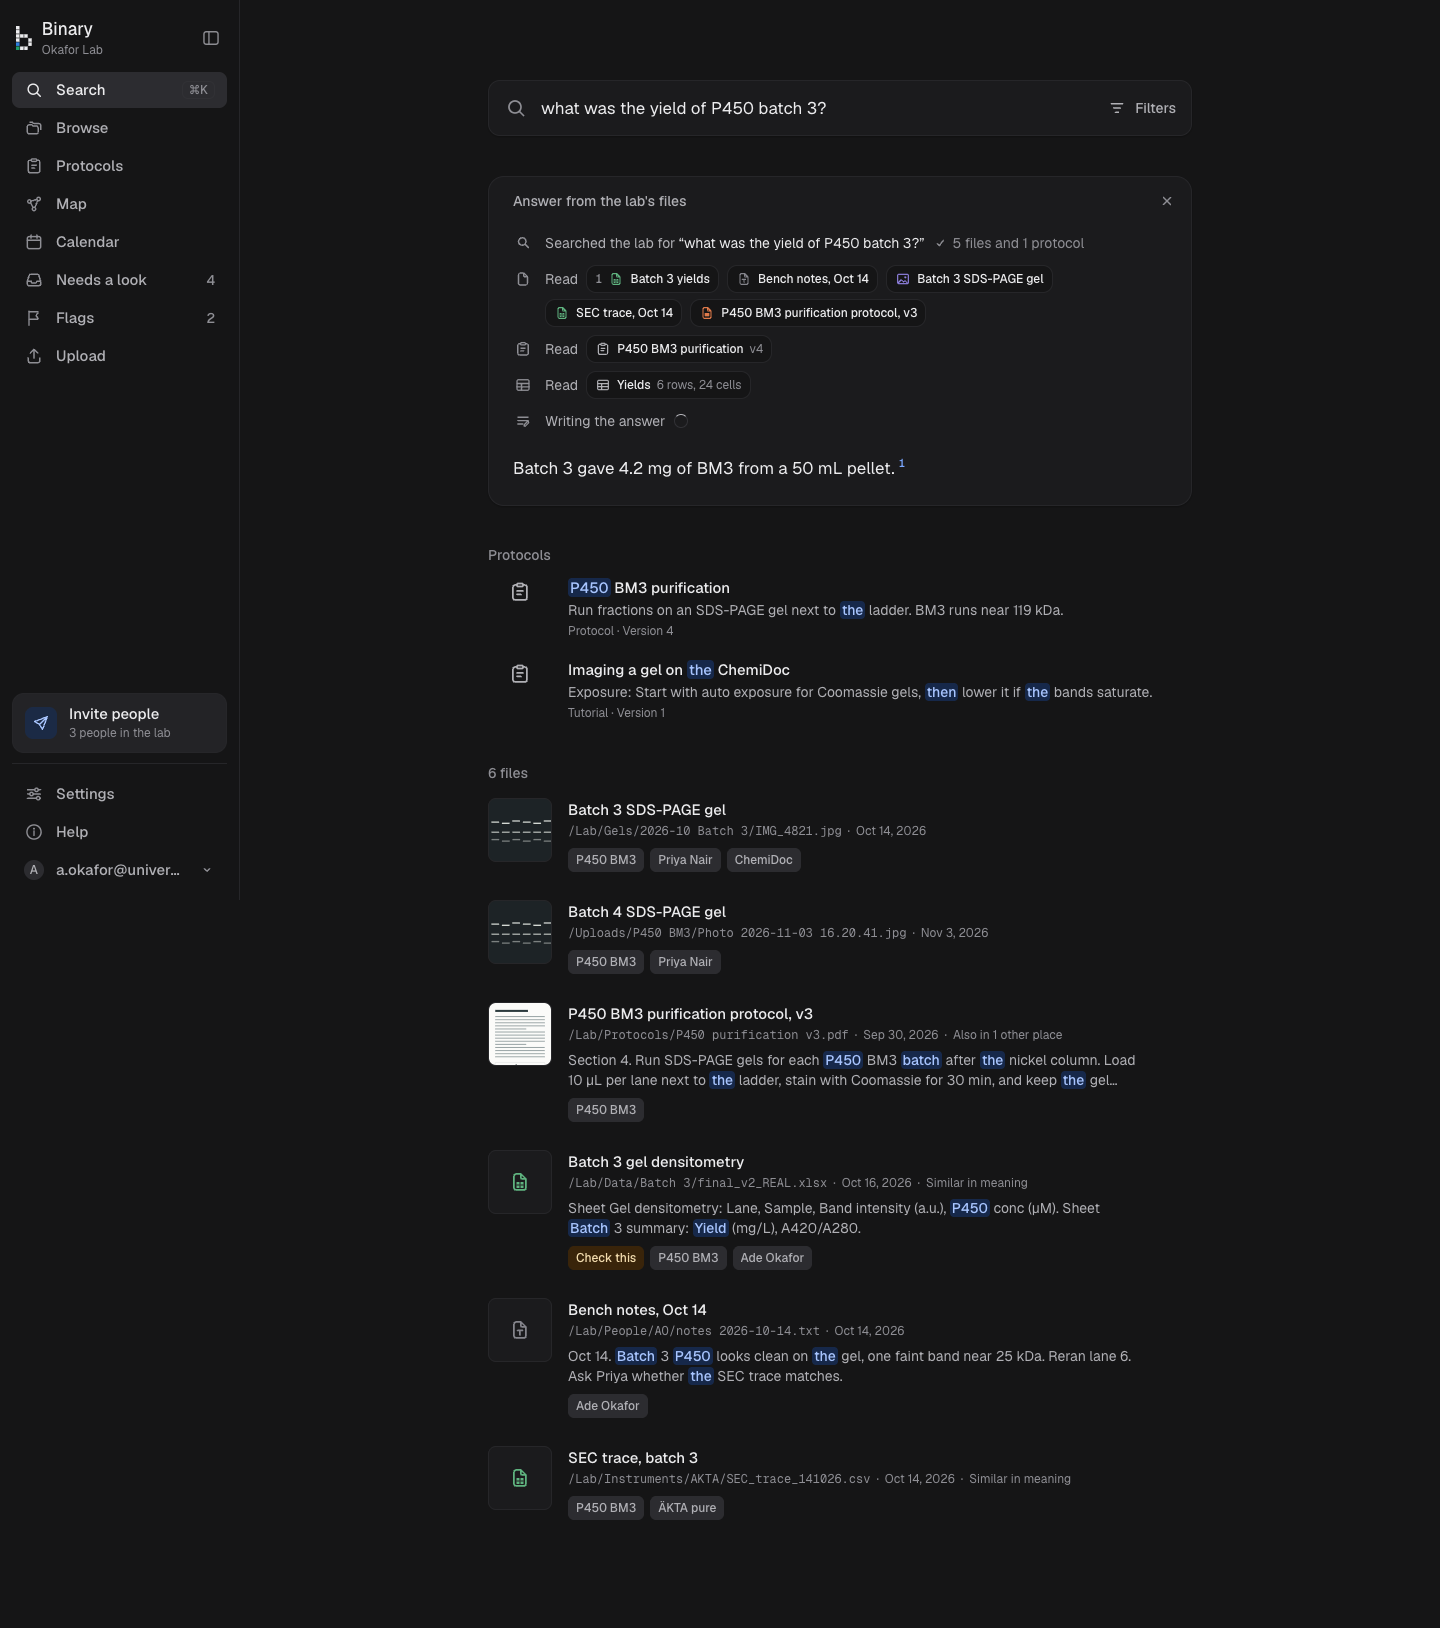 Binary
Okafor Lab
Search ⌘K
Browse
Protocols
Map
Calendar
Needs a look 4
Flags 2
Upload
Invite people
3 people in the lab
Settings
Help
A a.okafor@univer...
what was the yield of P450 batch 3?
Filters
Answer from the lab's files
Searched the lab for “what was the yield of P450 batch 3?” ✓ 5 files and 1 protocol
Read 1 Batch 3 yields Bench notes, Oct 14 Batch 3 SDS-PAGE gel
SEC trace, Oct 14 P450 BM3 purification protocol, v3
Read P450 BM3 purification v4
Read Yields 6 rows, 24 cells
Writing the answer
Batch 3 gave 4.2 mg of BM3 from a 50 mL pellet. 1
Protocols
P450 BM3 purification
Run fractions on an SDS-PAGE gel next to the ladder. BM3 runs near 119 kDa.
Protocol · Version 4
Imaging a gel on the ChemiDoc
Exposure: Start with auto exposure for Coomassie gels, then lower it if the bands saturate.
Tutorial · Version 1
6 files
Batch 3 SDS-PAGE gel
/Lab/Gels/2026-10 Batch 3/IMG_4821.jpg · Oct 14, 2026
P450 BM3 Priya Nair ChemiDoc
Batch 4 SDS-PAGE gel
/Uploads/P450 BM3/Photo 2026-11-03 16.20.41.jpg · Nov 3, 2026
P450 BM3 Priya Nair
P450 BM3 purification protocol, v3
/Lab/Protocols/P450 purification v3.pdf · Sep 30, 2026 · Also in 1 other place
Section 4. Run SDS-PAGE gels for each P450 BM3 batch after the nickel column. Load
10 µL per lane next to the ladder, stain with Coomassie for 30 min, and keep the gel…
P450 BM3
Batch 3 gel densitometry
/Lab/Data/Batch 3/final_v2_REAL.xlsx · Oct 16, 2026 · Similar in meaning
Sheet Gel densitometry: Lane, Sample, Band intensity (a.u.), P450 conc (µM). Sheet
Batch 3 summary: Yield (mg/L), A420/A280.
Check this P450 BM3 Ade Okafor
Bench notes, Oct 14
/Lab/People/AO/notes 2026-10-14.txt · Oct 14, 2026
Oct 14. Batch 3 P450 looks clean on the gel, one faint band near 25 kDa. Reran lane 6.
Ask Priya whether the SEC trace matches.
Ade Okafor
SEC trace, batch 3
/Lab/Instruments/AKTA/SEC_trace_141026.csv · Oct 14, 2026 · Similar in meaning
P450 BM3 ÄKTA pure